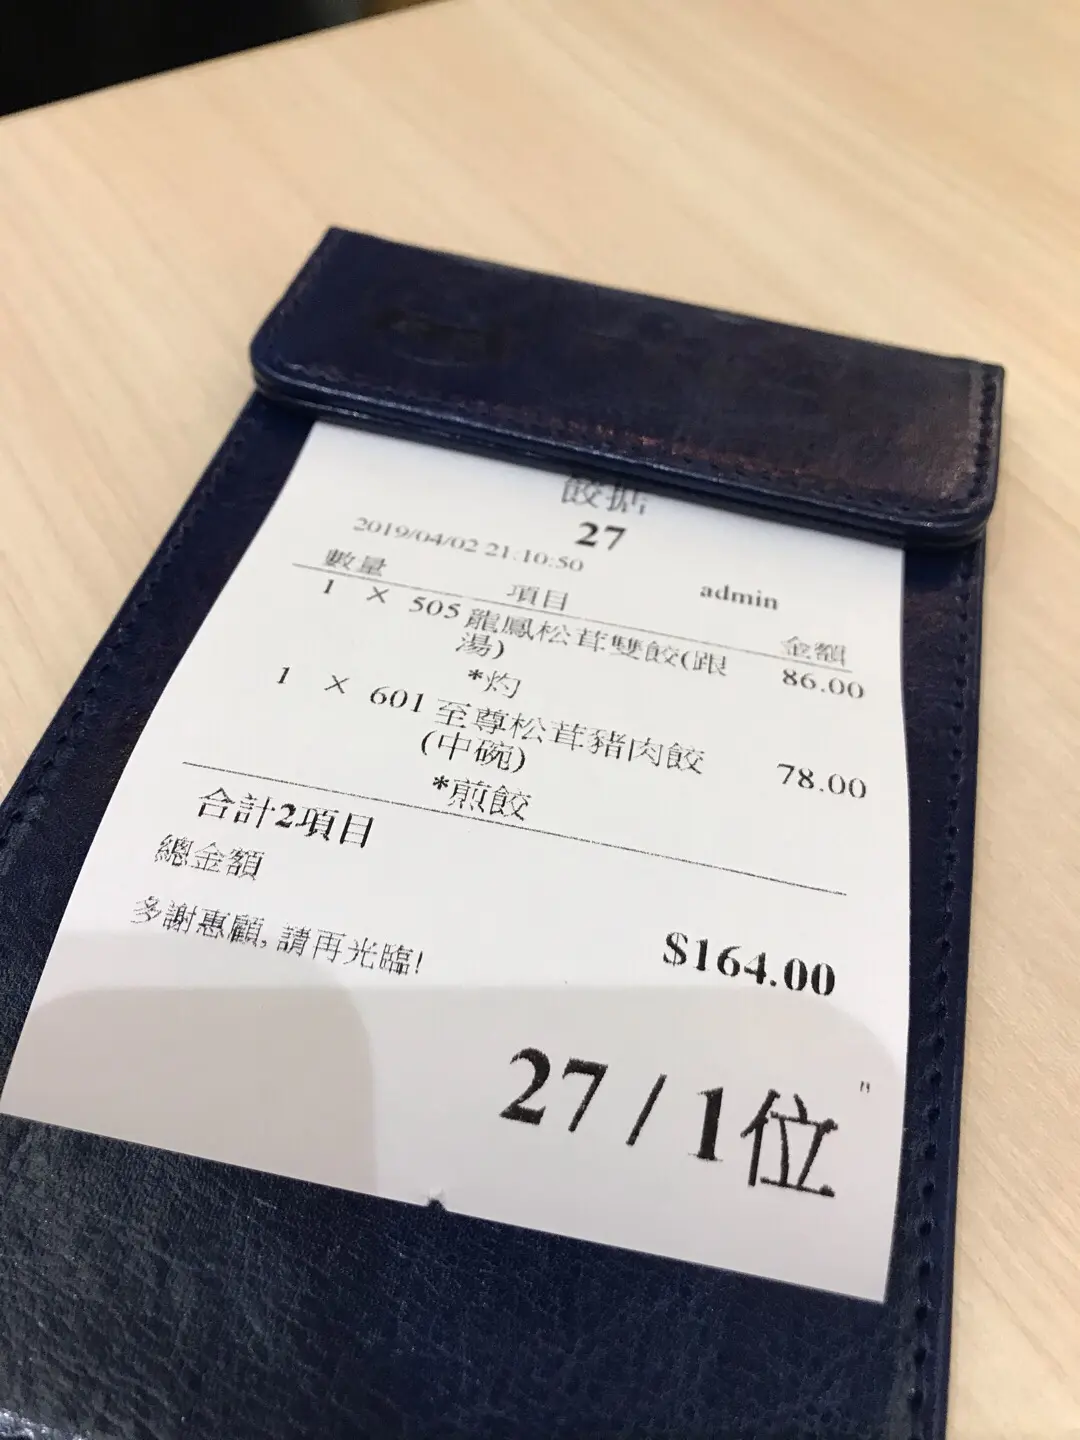 餃掂
27
2019/04/02 21:10:50 admin
數量 項目 金額
1 x 505 龍鳳松茸雙餃(跟 86.00
湯)
*灼
1 x 601 至尊松茸豬肉餃 78.00
(中碗)
*煎餃
合計2項目
總金額 $164.00
多謝惠顧, 請再光臨!
27 / 1位
"